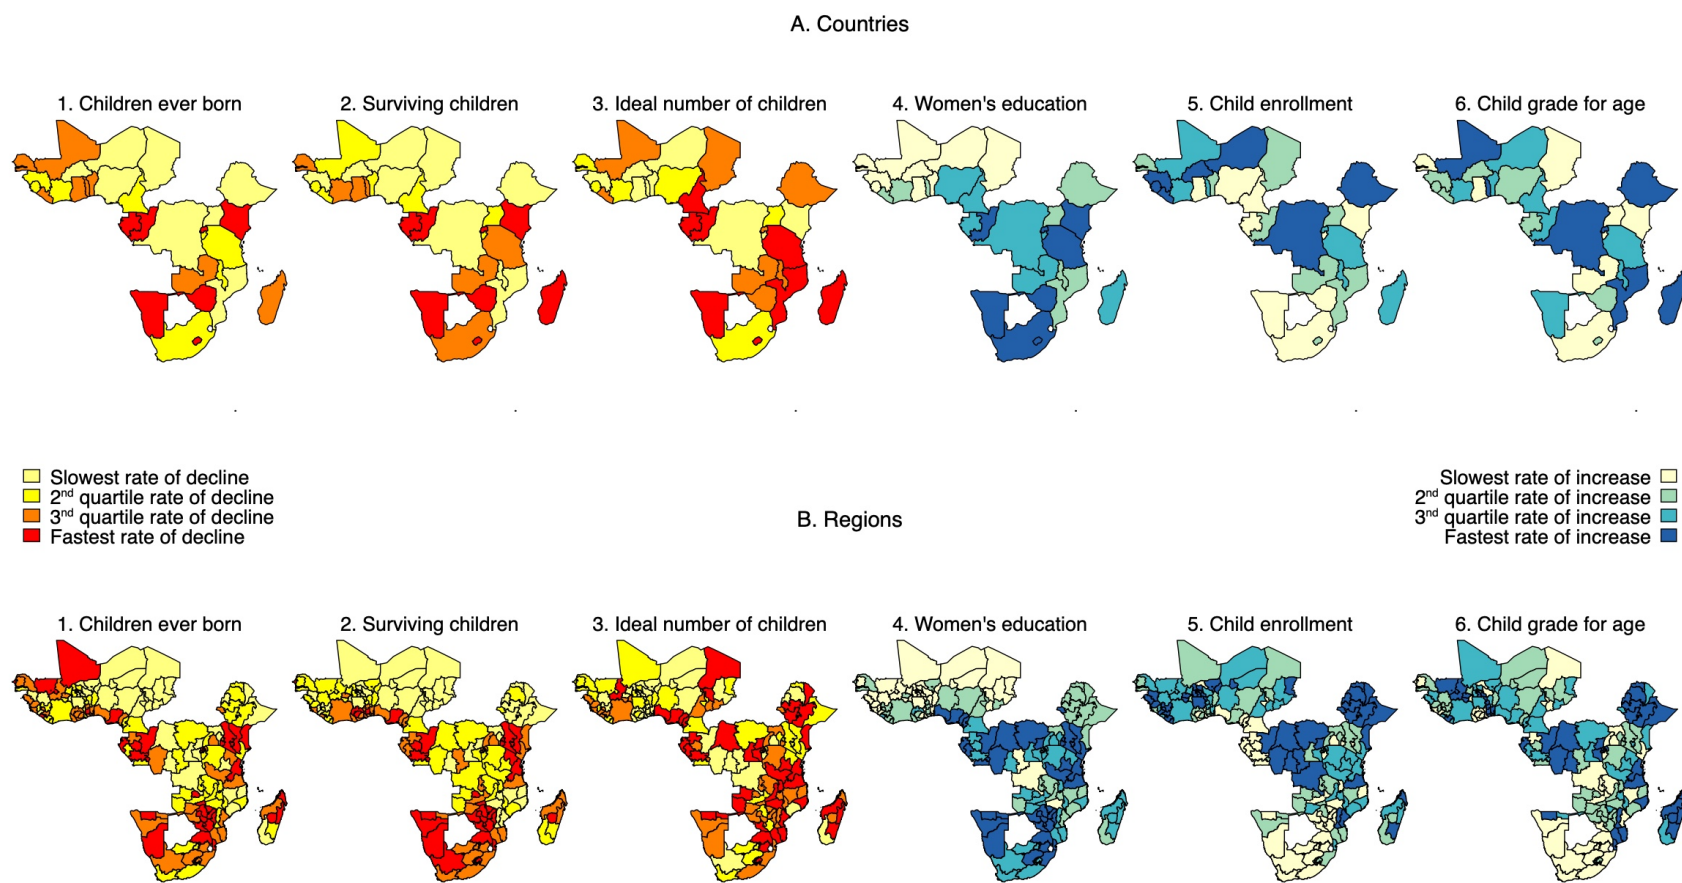 A. Countries
1. Children ever born
2. Surviving children
3. Ideal number of children
4. Women's education
5. Child enrollment
6. Child grade for age
Slowest rate of decline
2nd quartile rate of decline
3nd quartile rate of decline
Fastest rate of decline
Slowest rate of increase
2nd quartile rate of increase
3nd quartile rate of increase
Fastest rate of increase
B. Regions
1. Children ever born
2. Surviving children
3. Ideal number of children
4. Women's education
5. Child enrollment
6. Child grade for age